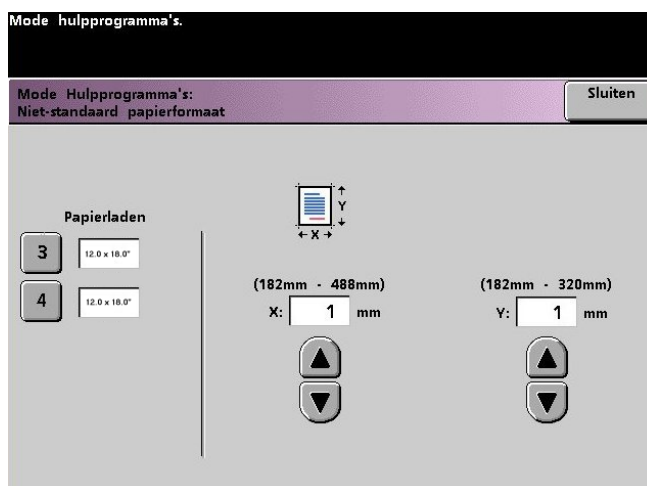 Mode hulpprogramma's.
Mode Hulpprogramma's:
Niet-standaard papierformaat
Sluiten
Papierladen
Y
X
3 12.0 x 18.0"
4 12.0 x 18.0"
(182mm - 488mm)
X: 1 mm
(182mm - 320mm)
Y: 1 mm